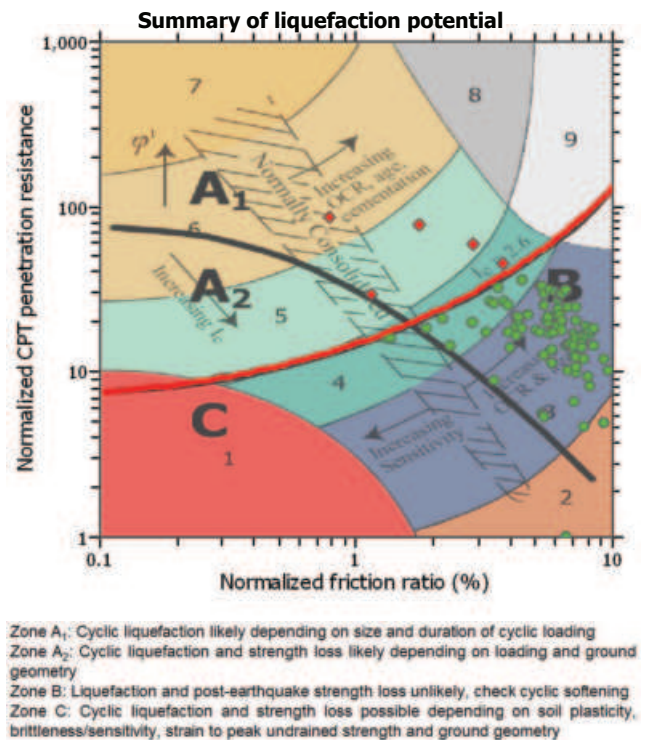 Summary of liquefaction potential
1,000
7
8
9
φ'
Increasing
OCR, age,
cementation
Normally Consolidated
A1
100
6
Ic = 2.6
A2
B
Increasing Ic
5
10
4
Increasing
C
3
Increasing
Sensitivity
1
2
1
0.1
1
10
Normalized CPT penetration resistance
Normalized friction ratio (%)
Zone A1: Cyclic liquefaction likely depending on size and duration of cyclic loading
Zone A2: Cyclic liquefaction and strength loss likely depending on loading and ground
geometry
Zone B: Liquefaction and post-earthquake strength loss unlikely, check cyclic softening
Zone C: Cyclic liquefaction and strength loss possible depending on soil plasticity,
brittleness/sensitivity, strain to peak undrained strength and ground geometry